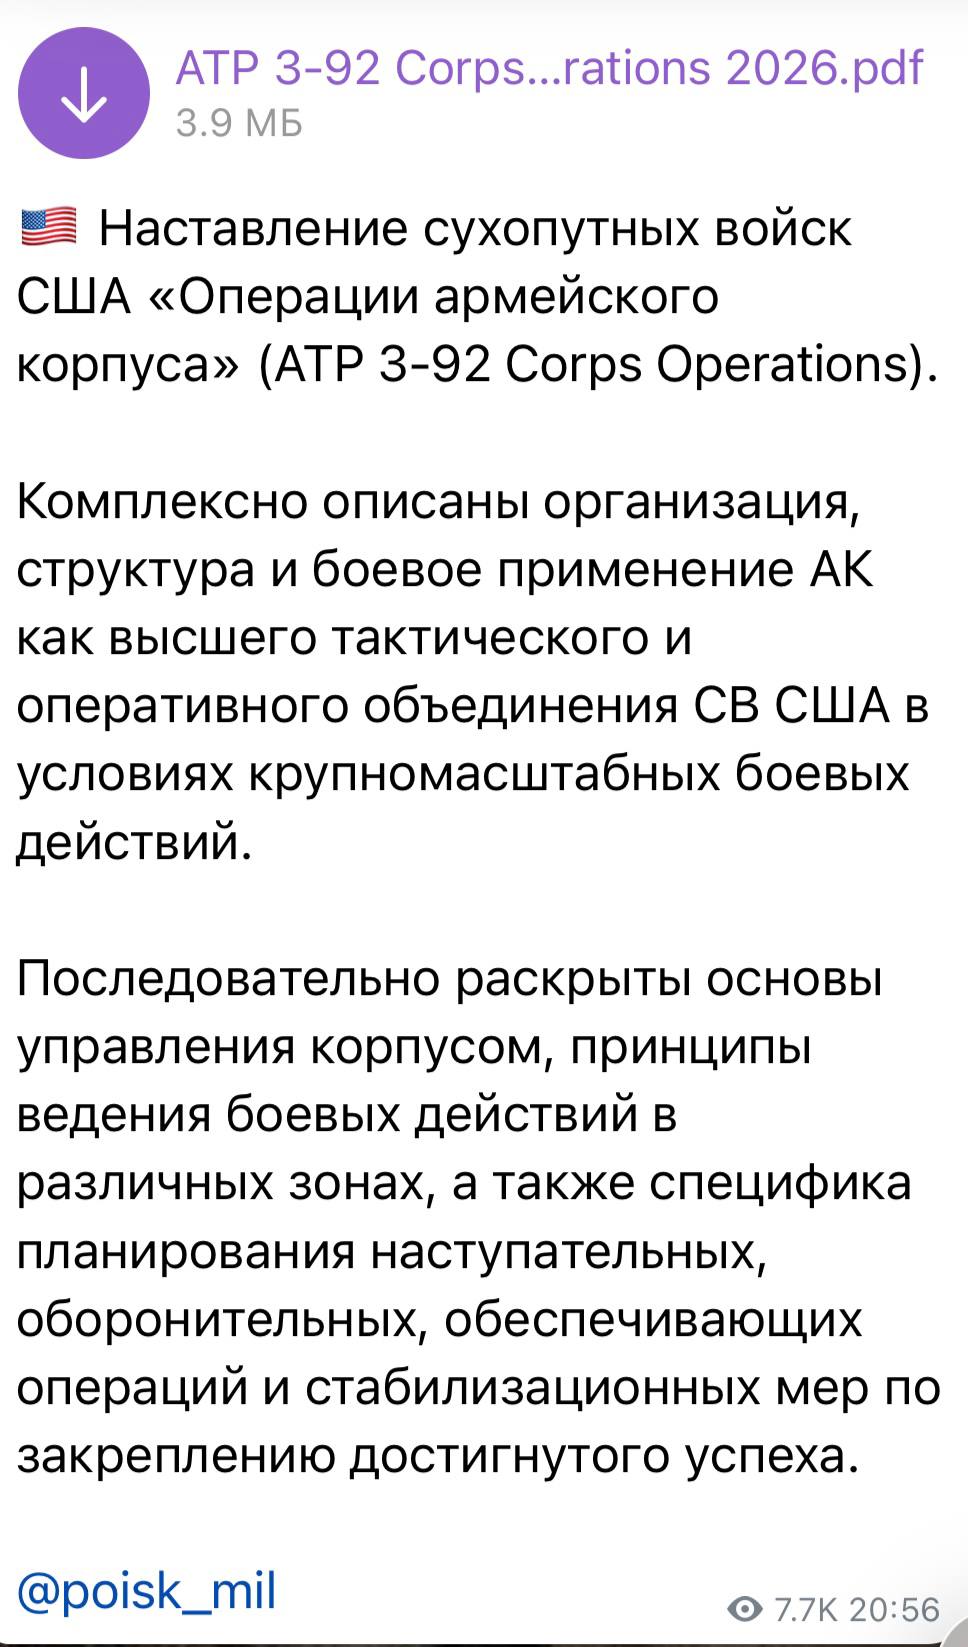 ATP 3-92 Corps...rations 2026.pdf
3.9 МБ
🇺🇸 Наставление сухопутных войск
США «Операции армейского
корпуса» (ATP 3-92 Corps Operations).
Комплексно описаны организация,
структура и боевое применение АК
как высшего тактического и
оперативного объединения СВ США в
условиях крупномасштабных боевых
действий.
Последовательно раскрыты основы
управления корпусом, принципы
ведения боевых действий в
различных зонах, а также специфика
планирования наступательных,
оборонительных, обеспечивающих
операций и стабилизационных мер по
закреплению достигнутого успеха.
@poisk_mil
7.7K 20:56